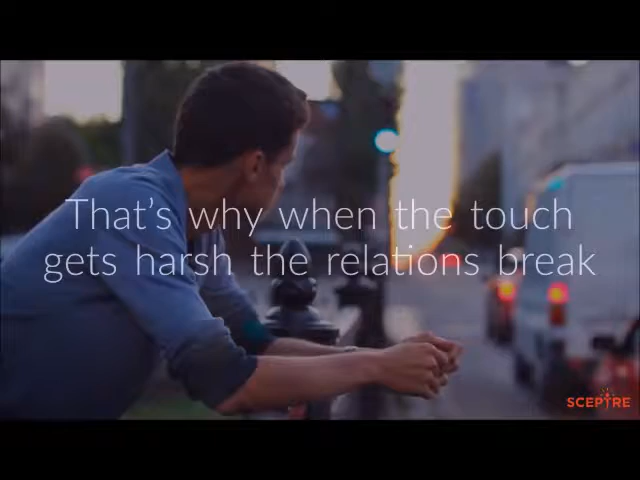 That's why when the touch
gets harsh the relations break
SCEPTRE